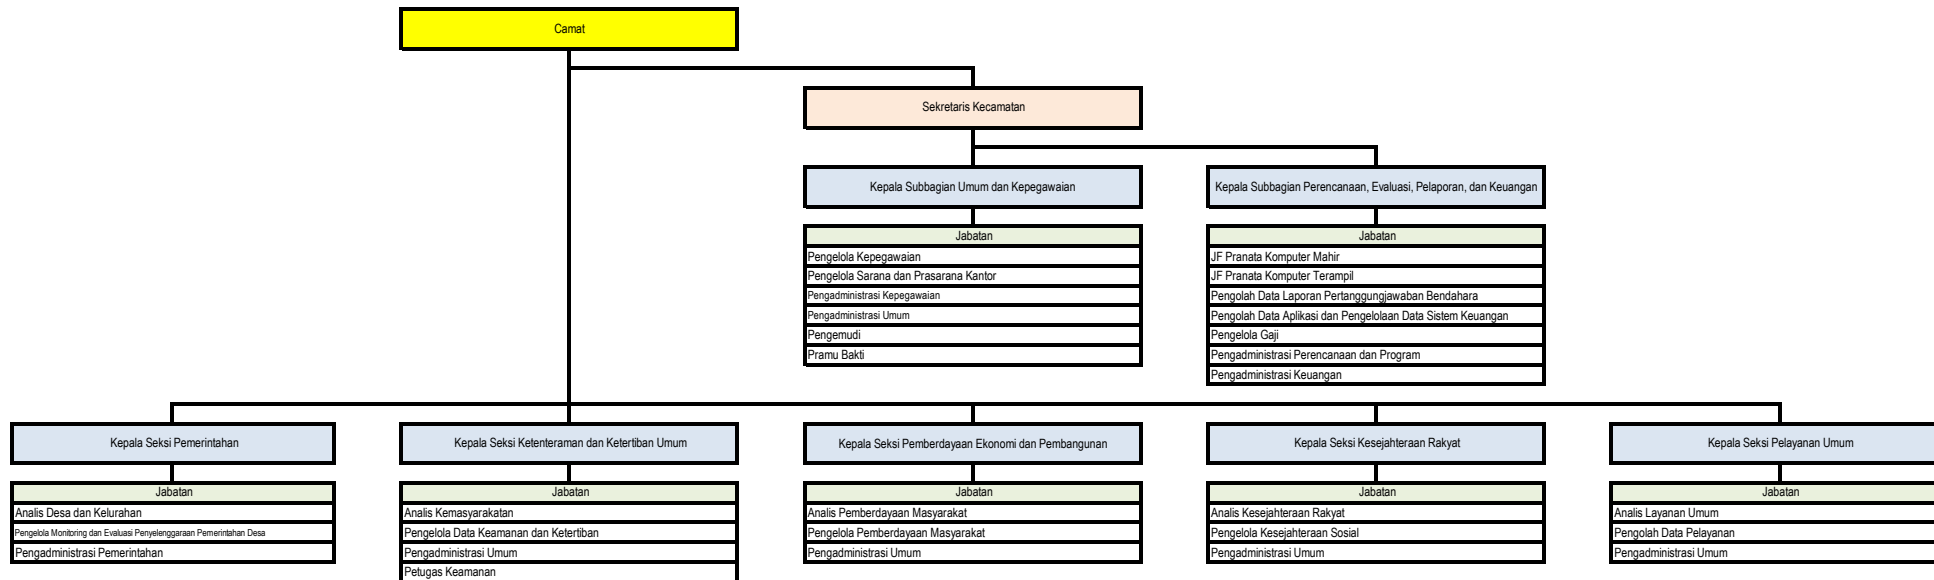 Camat
Sekretaris Kecamatan
Kepala Subbagian Umum dan Kepegawaian
Jabatan
Pengelola Kepegawaian
Pengelola Sarana dan Prasarana Kantor
Pengadministrasi Kepegawaian
Pengadministrasi Umum
Pengemudi
Pramu Bakti
Kepala Subbagian Perencanaan, Evaluasi, Pelaporan, dan Keuangan
Jabatan
JF Pranata Komputer Mahir
JF Pranata Komputer Terampil
Pengolah Data Laporan Pertanggungjawaban Bendahara
Pengolah Data Aplikasi dan Pengelolaan Data Sistem Keuangan
Pengelola Gaji
Pengadministrasi Perencanaan dan Program
Pengadministrasi Keuangan
Kepala Seksi Pemerintahan
Jabatan
Analis Desa dan Kelurahan
Pengelola Monitoring dan Evaluasi Penyelenggaraan Pemerintahan Desa
Pengadministrasi Pemerintahan
Kepala Seksi Ketenteraman dan Ketertiban Umum
Jabatan
Analis Kemasyarakatan
Pengelola Data Keamanan dan Ketertiban
Pengadministrasi Umum
Petugas Keamanan
Kepala Seksi Pemberdayaan Ekonomi dan Pembangunan
Jabatan
Analis Pemberdayaan Masyarakat
Pengelola Pemberdayaan Masyarakat
Pengadministrasi Umum
Kepala Seksi Kesejahteraan Rakyat
Jabatan
Analis Kesejahteraan Rakyat
Pengelola Kesejahteraan Sosial
Pengadministrasi Umum
Kepala Seksi Pelayanan Umum
Jabatan
Analis Layanan Umum
Pengolah Data Pelayanan
Pengadministrasi Umum